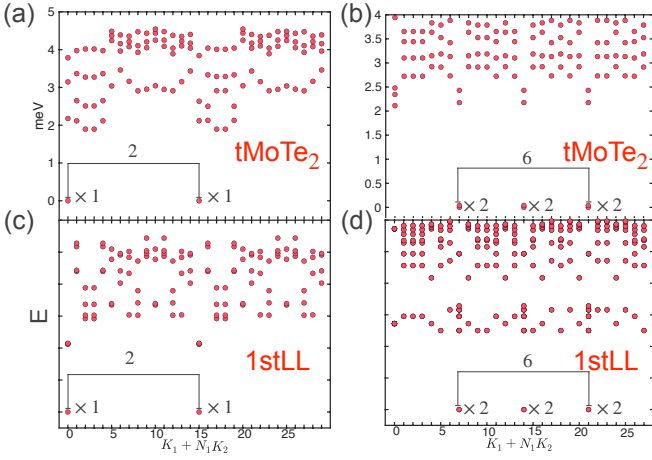 (a)
5
4
3
2
1
0
meV
2
tMoTe₂
× 1
× 1
(b)
4
3.5
3
2.5
2
1.5
1
0.5
0
tMoTe₂
6
× 2
× 2
× 2
(c)
E
2
1stLL
× 1
× 1
0 5 10 15 20 25
K₁ + N₁K₂
(d)
1stLL
6
× 2
× 2
× 2
0 5 10 15 20 25
K₁ + N₁K₂